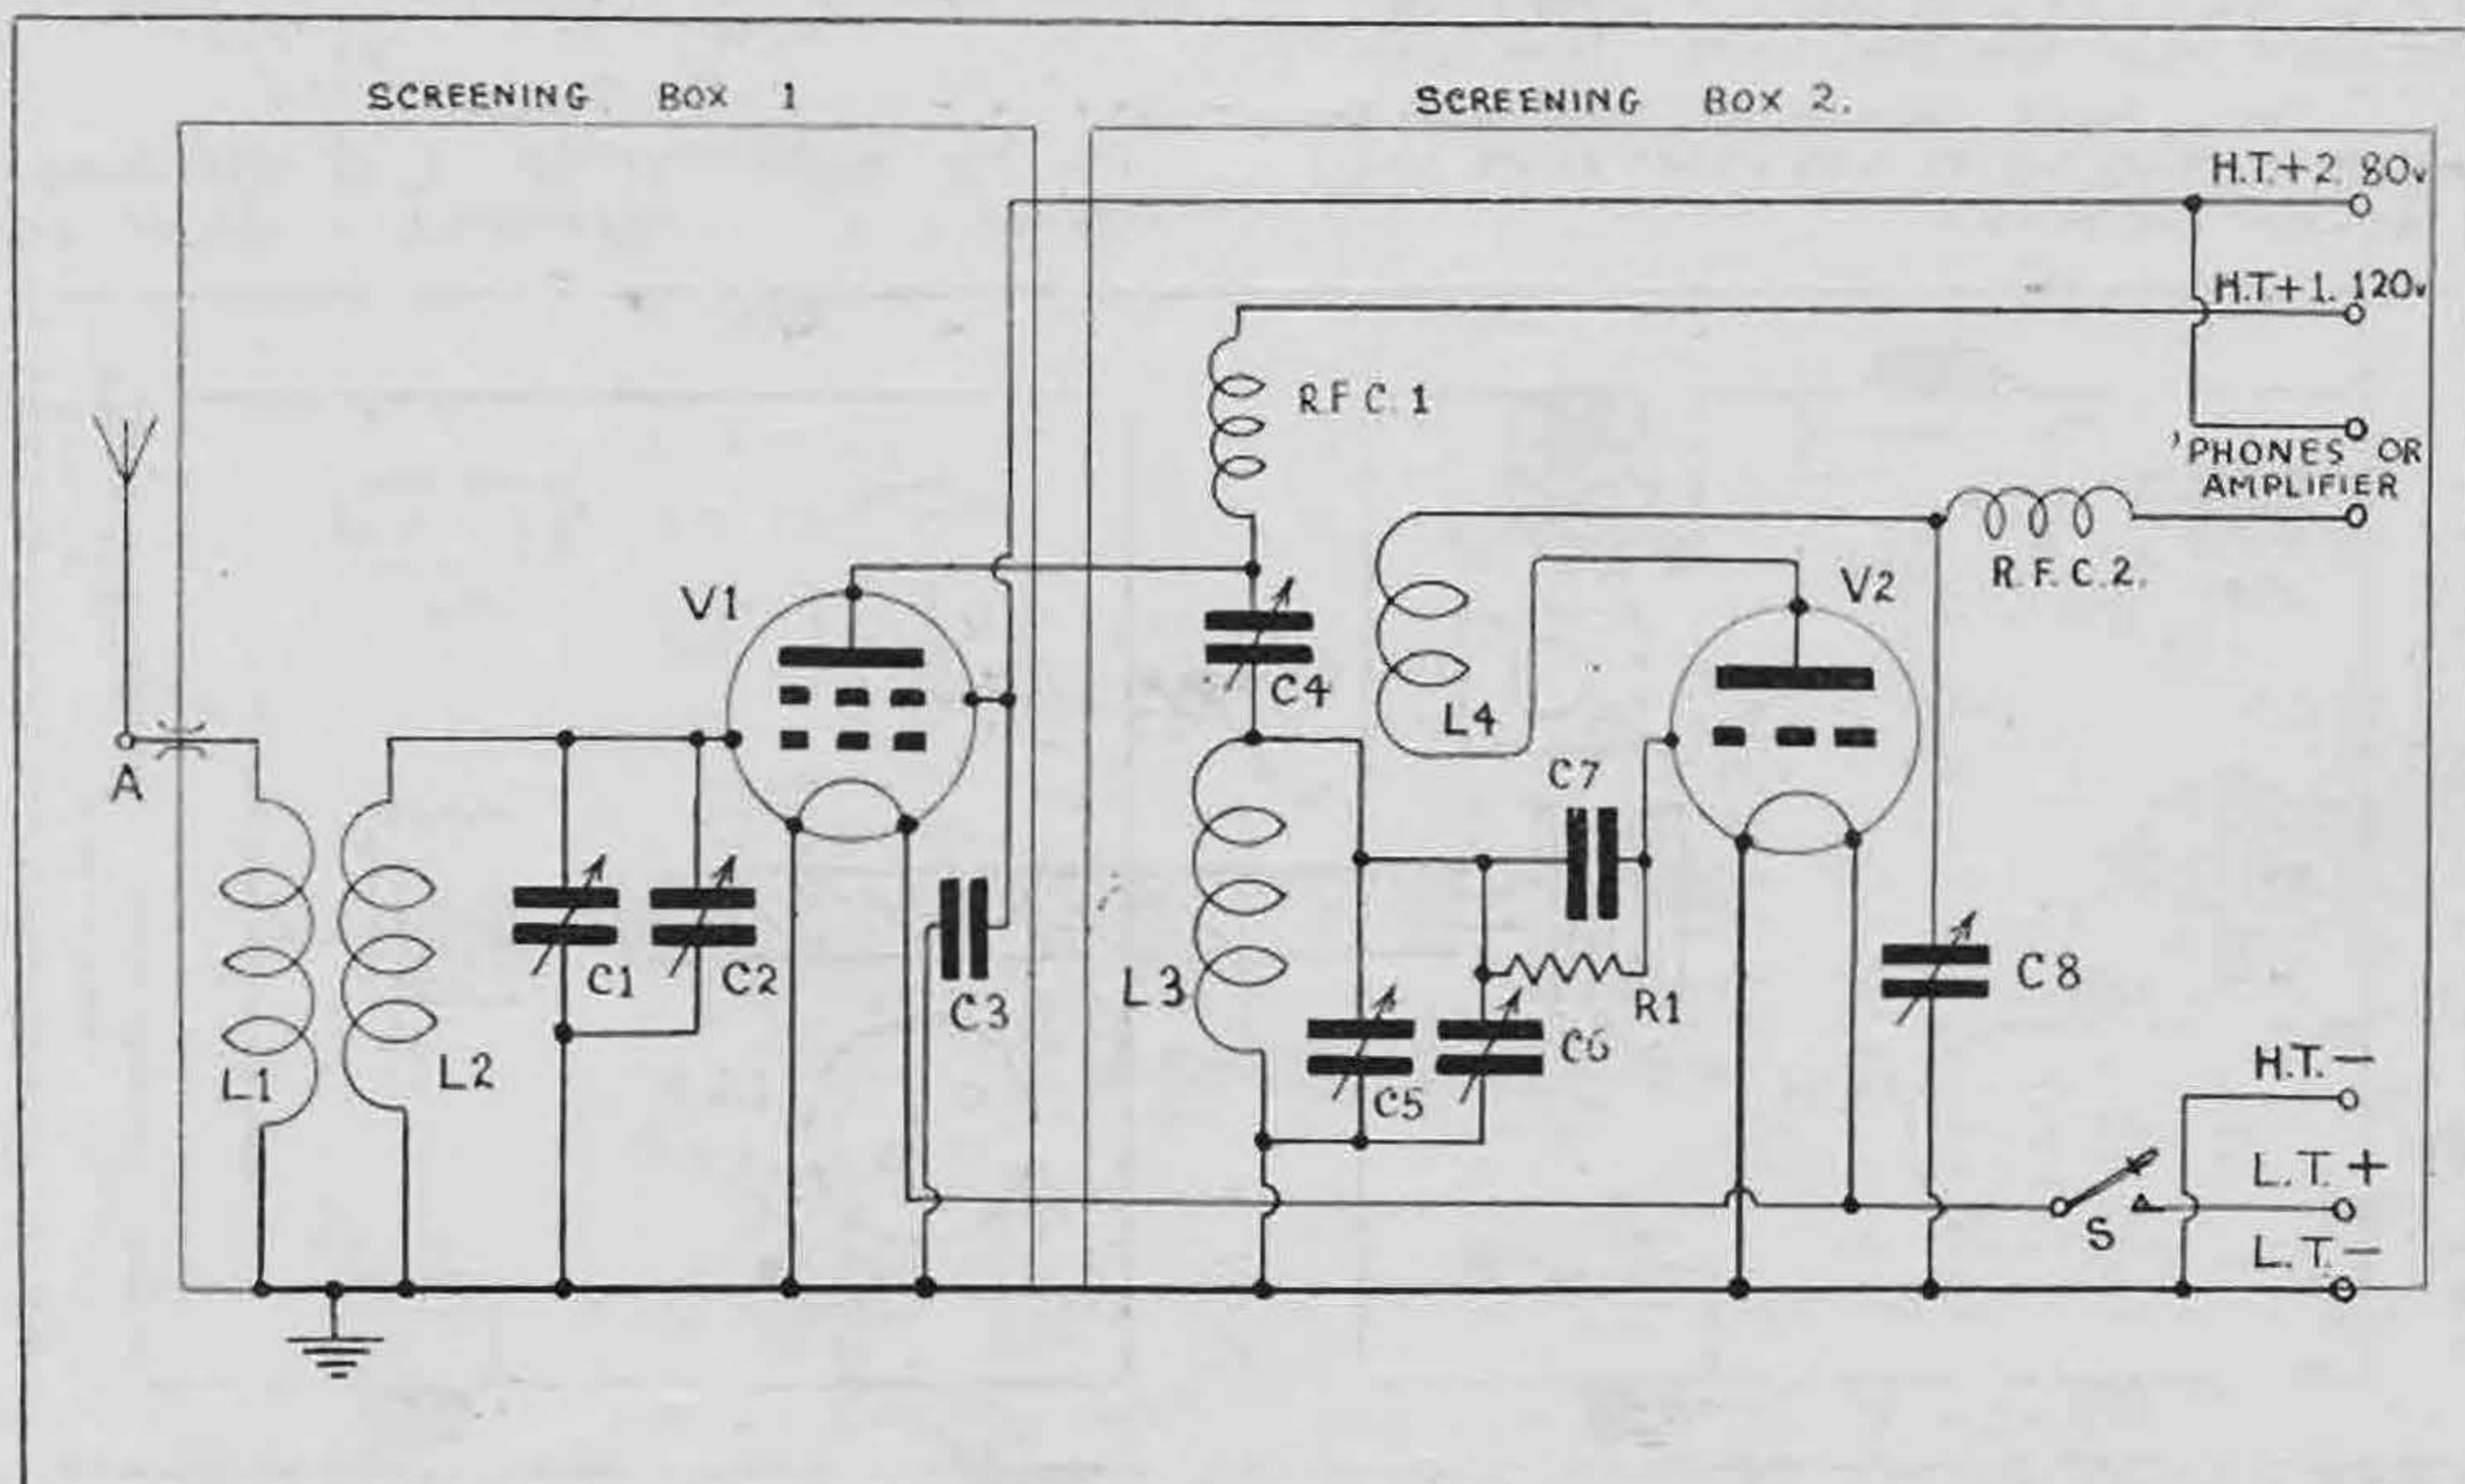 SCREENING BOX 1
SCREENING BOX 2.
H.T.+2. 80v
H.T.+1. 120v
R.F.C.1
'PHONES OR
AMPLIFIER
R.F.C.2.
V1
V2
C4
L4
A
C7
C1
C2
C3
L3
R1
C8
C6
L1
L2
C5
H.T.-
L.T.+
S
L.T.-